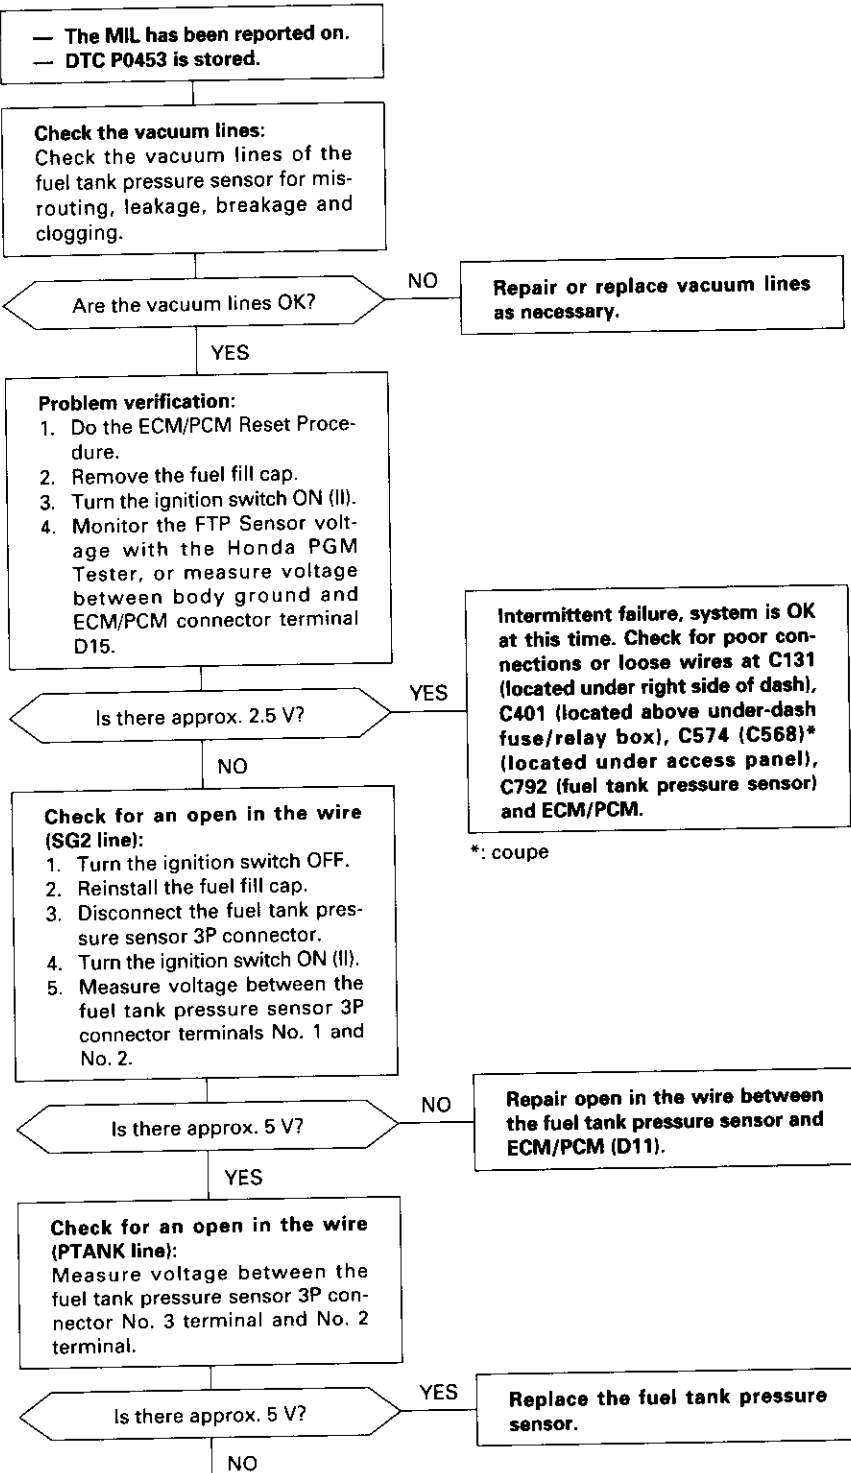 — The MIL has been reported on.
— DTC P0453 is stored.
Check the vacuum lines:
Check the vacuum lines of the
fuel tank pressure sensor for mis-
routing, leakage, breakage and
clogging.
Are the vacuum lines OK?
NO
Repair or replace vacuum lines
as necessary.
YES
Problem verification:
1. Do the ECM/PCM Reset Proce-
dure.
2. Remove the fuel fill cap.
3. Turn the ignition switch ON (II).
4. Monitor the FTP Sensor volt-
age with the Honda PGM
Tester, or measure voltage
between body ground and
ECM/PCM connector terminal
D15.
Is there approx. 2.5 V?
YES
Intermittent failure, system is OK
at this time. Check for poor con-
nections or loose wires at C131
(located under right side of dash),
C401 (located above under-dash
fuse/relay box), C574 (C568)*
(located under access panel),
C792 (fuel tank pressure sensor)
and ECM/PCM.
*: coupe
NO
Check for an open in the wire
(SG2 line):
1. Turn the ignition switch OFF.
2. Reinstall the fuel fill cap.
3. Disconnect the fuel tank pres-
sure sensor 3P connector.
4. Turn the ignition switch ON (II).
5. Measure voltage between the
fuel tank pressure sensor 3P
connector terminals No. 1 and
No. 2.
Is there approx. 5 V?
NO
Repair open in the wire between
the fuel tank pressure sensor and
ECM/PCM (D11).
YES
Check for an open in the wire
(PTANK line):
Measure voltage between the
fuel tank pressure sensor 3P con-
nector No. 3 terminal and No. 2
terminal.
Is there approx. 5 V?
YES
Replace the fuel tank pressure
sensor.
NO